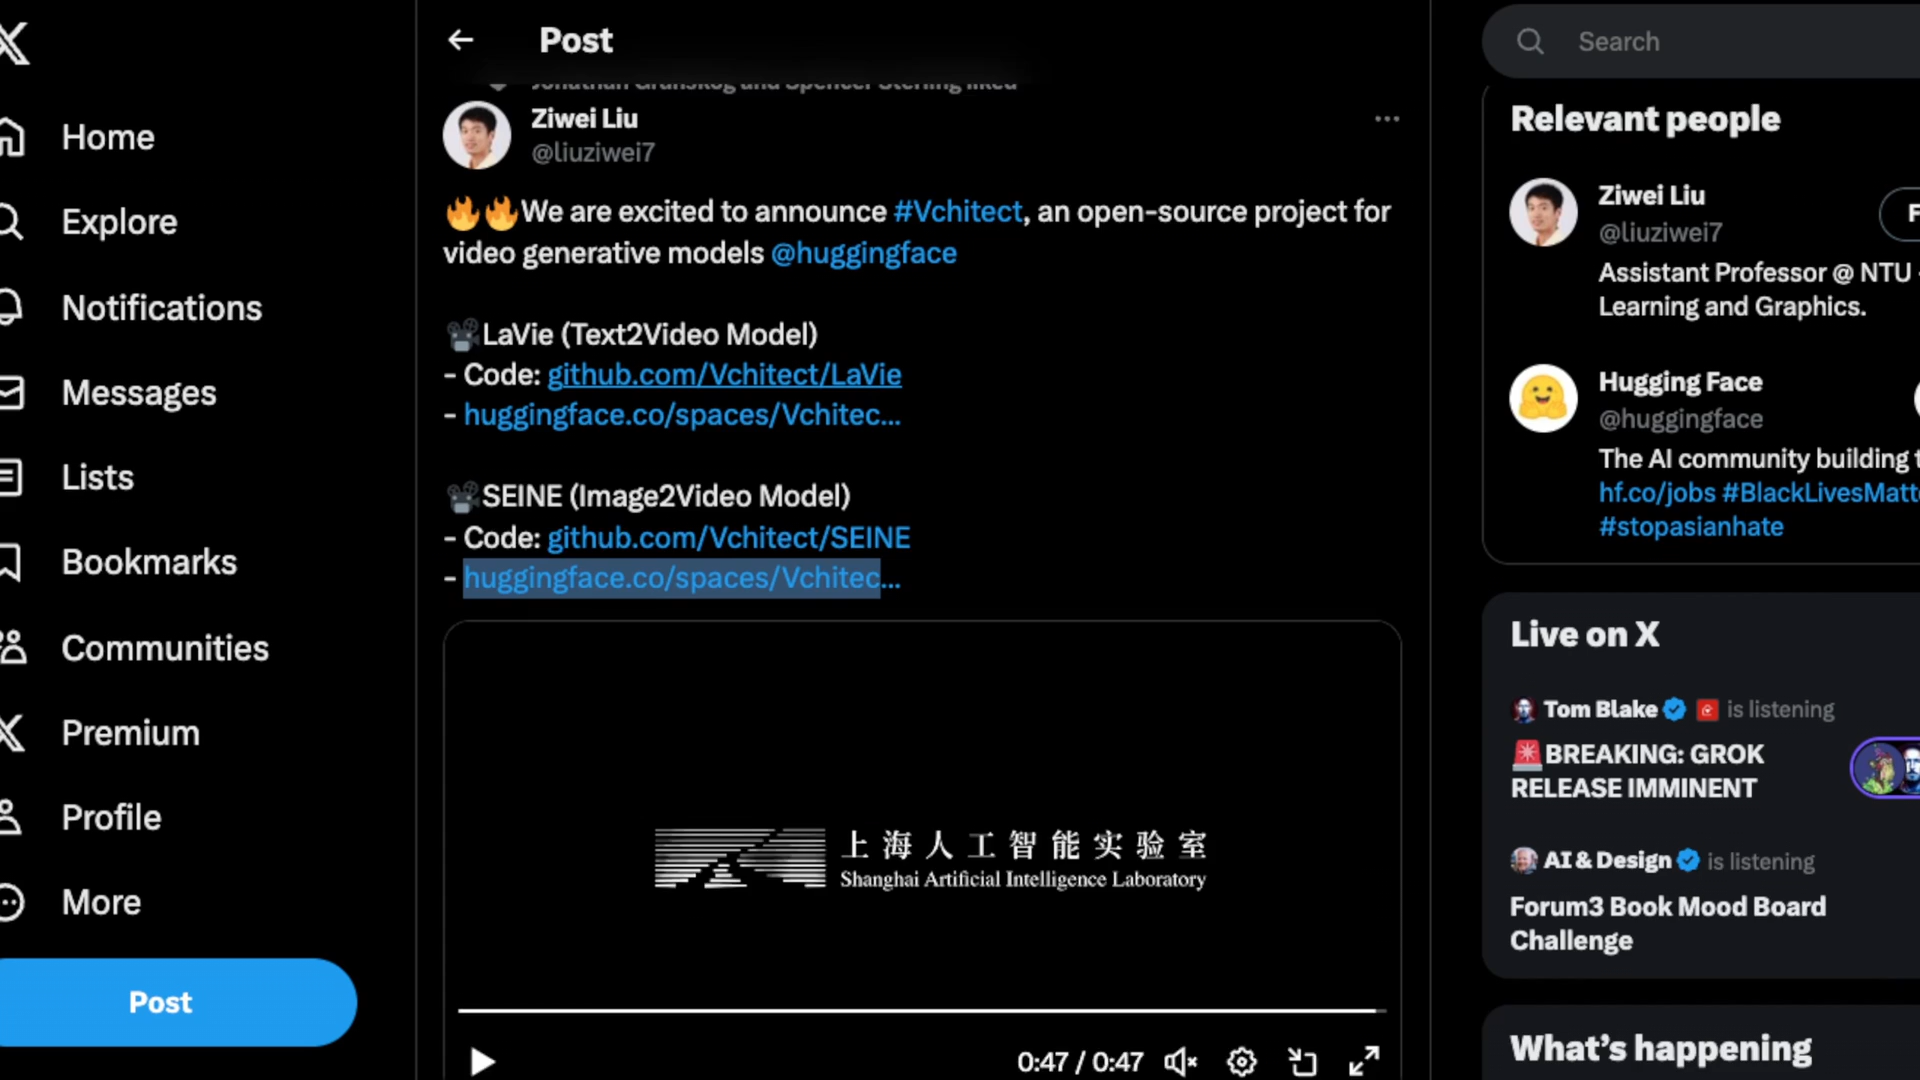 Post
Ziwei Liu
@liuziwei7
🔥🔥We are excited to announce #Vchitect, an open-source project for
video generative models @huggingface
🎥LaVie (Text2Video Model)
- Code: github.com/Vchitect/LaVie
- huggingface.co/spaces/Vchitec...
🎥SEINE (Image2Video Model)
- Code: github.com/Vchitect/SEINE
- huggingface.co/spaces/Vchitec...
上海人工智能实验室
Shanghai Artificial Intelligence Laboratory
0:47 / 0:47
Home
Explore
Notifications
Messages
Lists
Bookmarks
Communities
Premium
Profile
More
Post
Search
Relevant people
Ziwei Liu
@liuziwei7
Assistant Professor @ NTU -
Learning and Graphics.
Hugging Face
@huggingface
The AI community building
hf.co/jobs #BlackLivesMatt
#stopasianhate
Live on X
Tom Blake is listening
🚨BREAKING: GROK
RELEASE IMMINENT
AI & Design is listening
Forum3 Book Mood Board
Challenge
What's happening